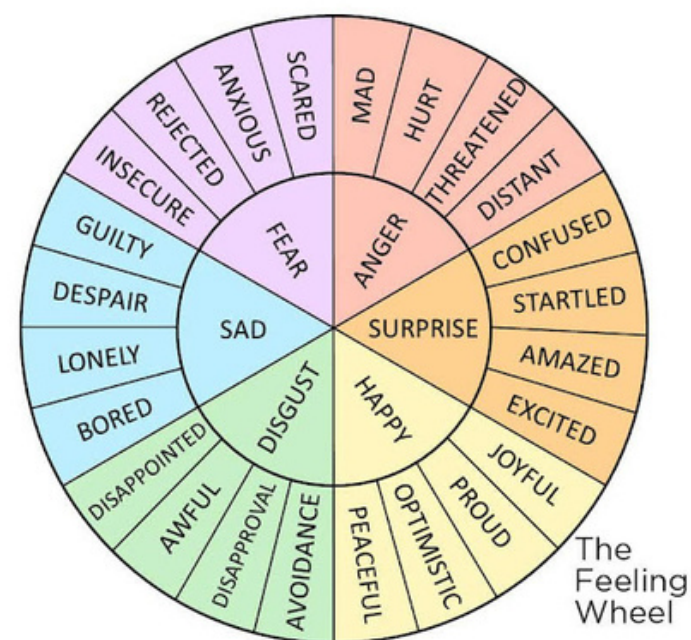 MAD
HURT
THREATENED
DISTANT
CONFUSED
STARTLED
AMAZED
EXCITED
JOYFUL
PROUD
OPTIMISTIC
PEACEFUL
AVOIDANCE
DISAPPROVAL
AWFUL
DISAPPOINTED
BORED
LONELY
DESPAIR
GUILTY
INSECURE
REJECTED
ANXIOUS
SCARED
ANGER
SURPRISE
HAPPY
DISGUST
SAD
FEAR
The
Feeling
Wheel